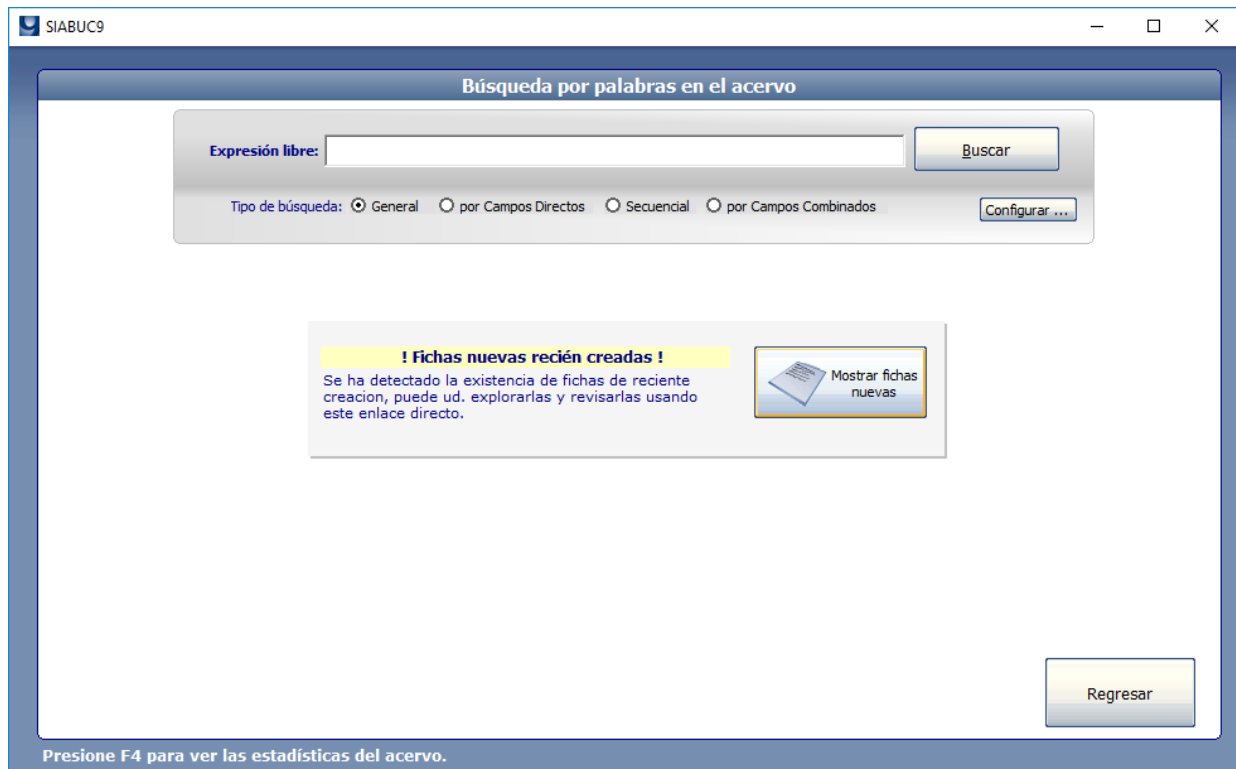 SIABUC9
Búsqueda por palabras en el acervo
Expresión libre:
Buscar
Tipo de búsqueda: General por Campos Directos Secuencial por Campos Combinados
Configurar ...
! Fichas nuevas recién creadas !
Se ha detectado la existencia de fichas de reciente
creacion, puede ud. explorarlas y revisarlas usando
este enlace directo.
Mostrar fichas
nuevas
Regresar
Presione F4 para ver las estadísticas del acervo.